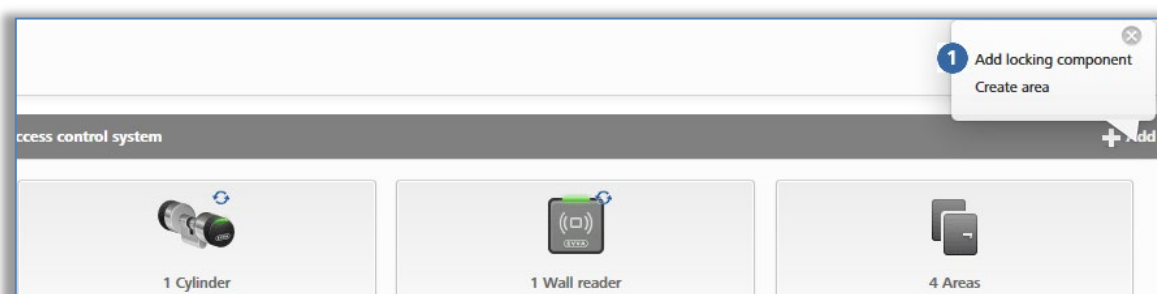 1
Add locking component
Create area
ccess control system
Add
EVVA
EVVA
1 Cylinder
1 Wall reader
4 Areas